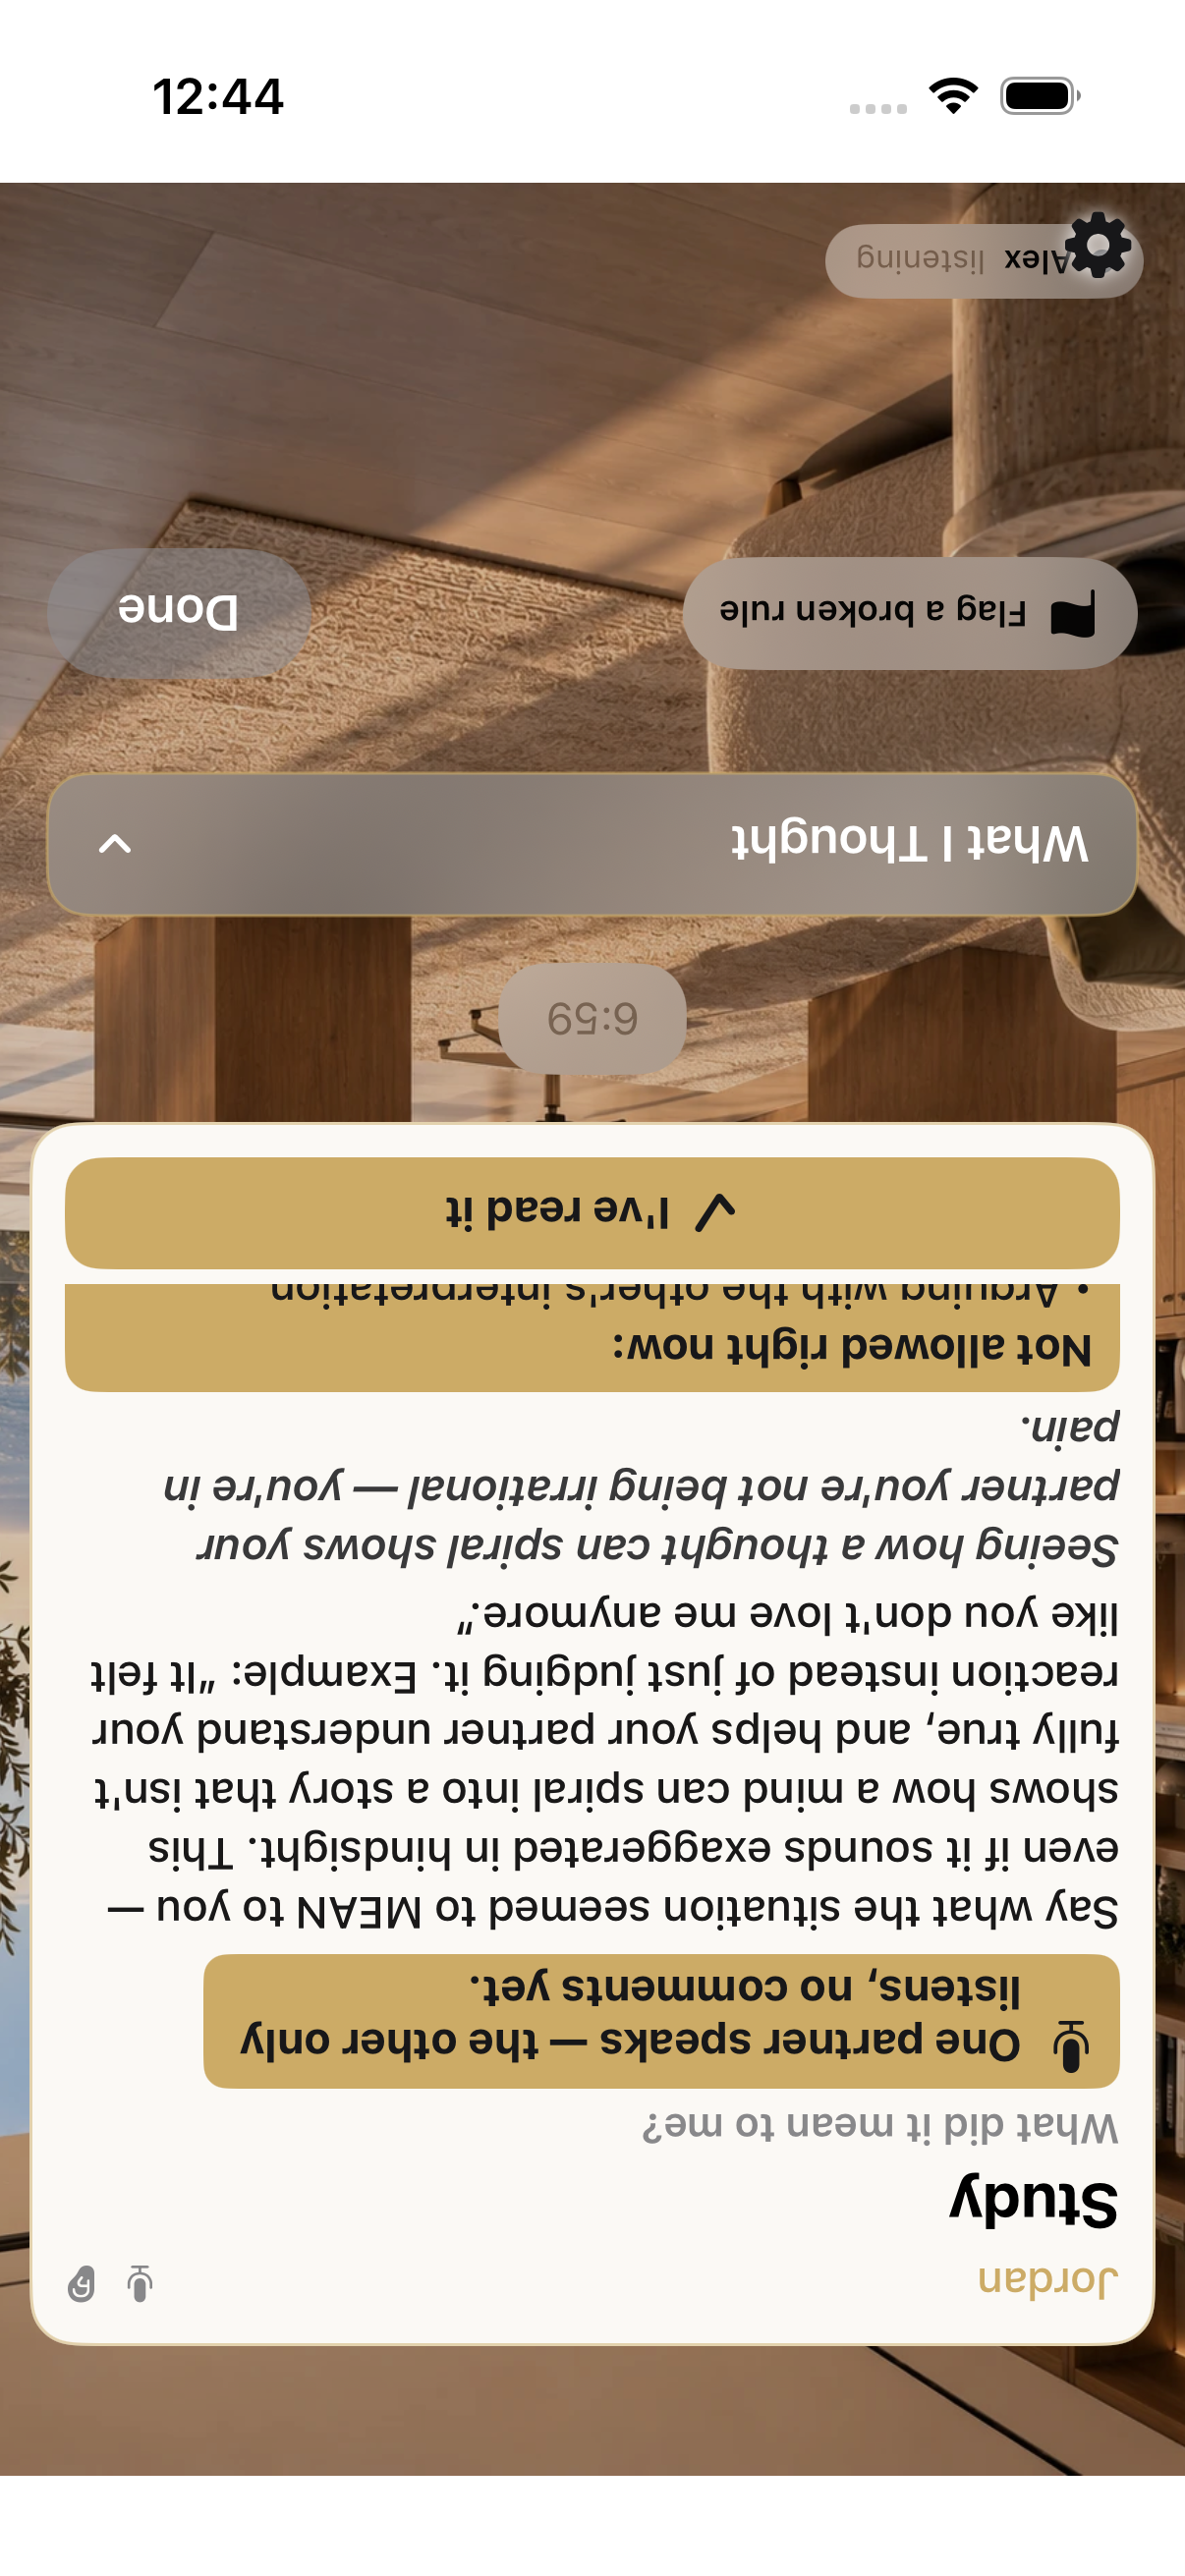 12:44
Jordan
Study
What did it mean to me?
One partner speaks — the other only
listens, no comments yet.
Say what the situation seemed to MEAN to you —
even if it sounds exaggerated in hindsight. This
shows how a mind can spiral into a story that isn't
fully true, and helps your partner understand your
reaction instead of just judging it. Example: "It felt
like you don't love me anymore."
Seeing how a thought can spiral shows your
partner you're not being irrational — you're in
pain.
Not allowed right now:
• Arguing with the other's interpretation
I've read it
6:59
What I Thought
Flag a broken rule
Done
Alex listening